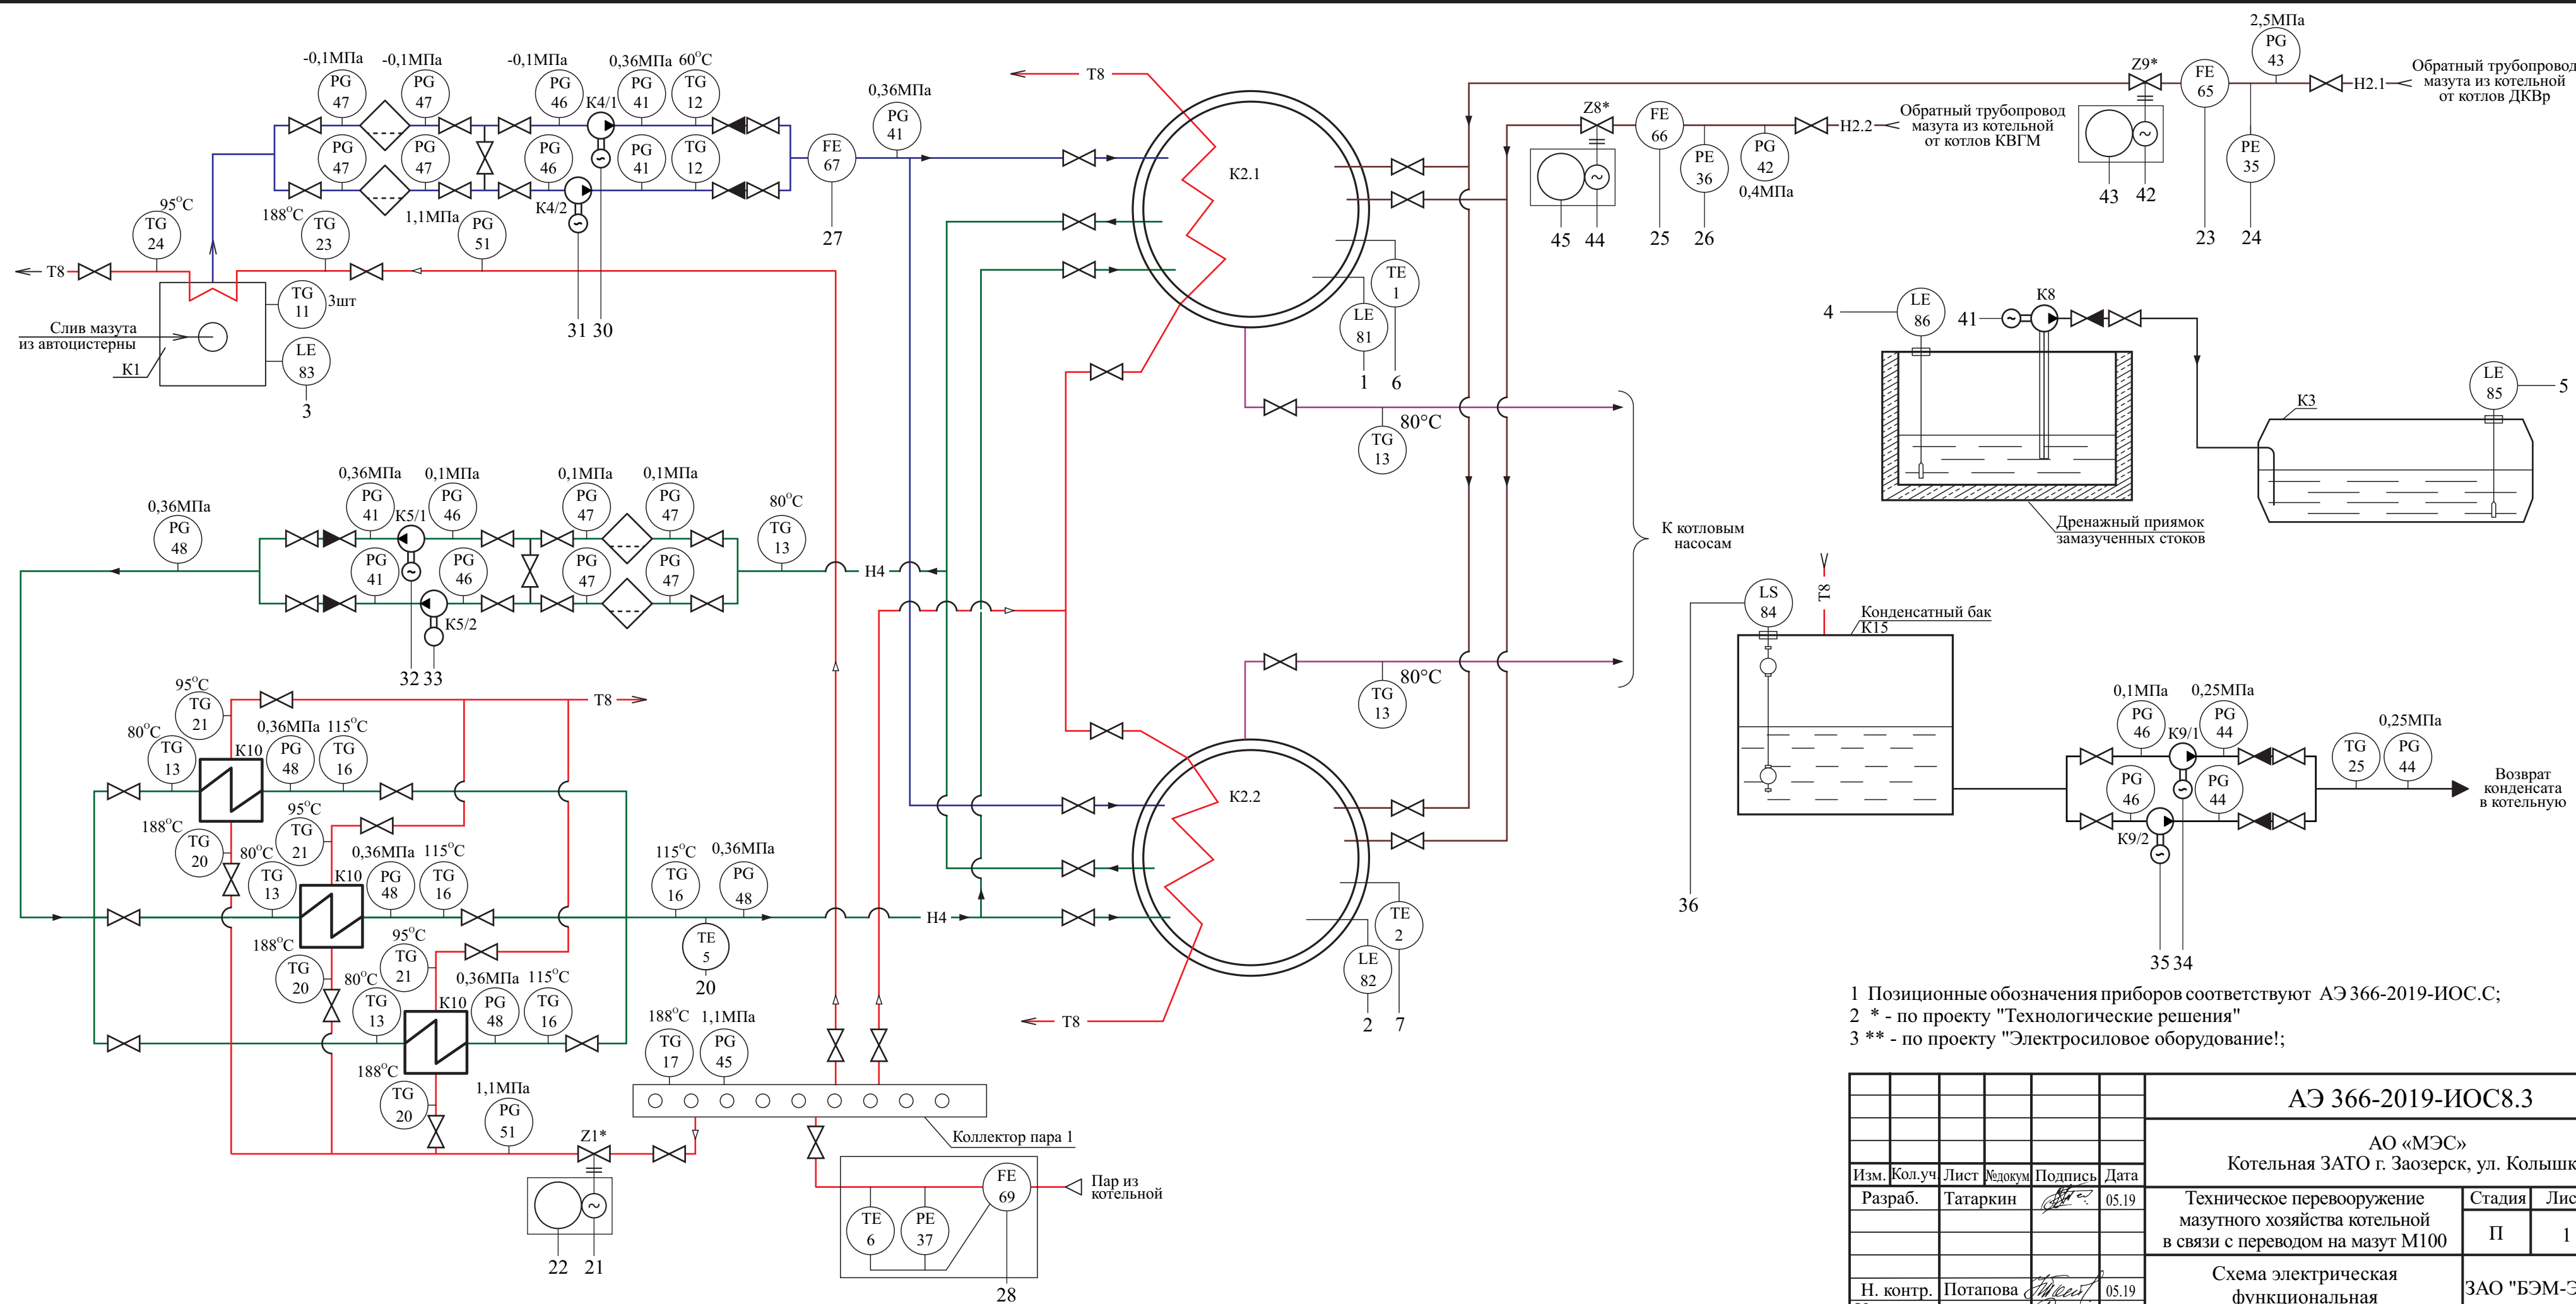 -0,1МПа
-0,1МПа
-0,1МПа
0,36МПа
60°С
PG 47
PG 47
PG 46
К4/1
PG 41
TG 12
PG 47
PG 47
PG 46
PG 41
TG 12
К4/2
FE 67
27
0,36МПа
PG 41
95°С
TG 24
188°С
TG 23
1,1МПа
PG 51
Т8
TG 11
3шт
Слив мазута
из автоцистерны
К1
LE 83
3
31 30
Т8
К2.1
TE 1
LE 81
1 6
80°С
TG 13
Z8*
FE 66
PE 36
PG 42
0,4МПа
Н2.2
Обратный трубопровод
мазута из котельной
от котлов КВГМ
45 44 25 26
2,5МПа
PG 43
Z9*
FE 65
PE 35
Н2.1
Обратный трубопровод
мазута из котельной
от котлов ДКВр
43 42 23 24
4
LE 86
41
К8
LE 85
5
К3
Дренажный приямок
замазученных стоков
К котловым
насосам
0,36МПа
PG 48
0,36МПа
0,1МПа
0,1МПа
0,1МПа
80°С
PG 41
К5/1
PG 46
PG 47
PG 47
TG 13
PG 41
PG 46
PG 47
PG 47
К5/2
Н4
32 33
95°С
TG 21
Т8
80°С
TG 13
К10
0,36МПа
PG 48
115°С
TG 16
188°С
TG 20
95°С
TG 21
80°С
TG 13
К10
0,36МПа
PG 48
115°С
TG 16
188°С
TG 20
95°С
TG 21
80°С
TG 13
К10
0,36МПа
PG 48
115°С
TG 16
188°С
TG 20
1,1МПа
PG 51
Z1*
22 21
115°С
TG 16
0,36МПа
PG 48
TE 5
20
Н4
188°С
TG 17
1,1МПа
PG 45
Коллектор пара 1
TE 6
PE 37
FE 69
Пар из
котельной
28
80°С
TG 13
К2.2
TE 2
LE 82
2 7
Т8
LS 84
Т8
Конденсатный бак
К15
36
0,1МПа
0,25МПа
PG 46
К9/1
PG 44
PG 46
PG 44
К9/2
0,25МПа
TG 25
PG 44
Возврат
конденсата
в котельную
35 34
1 Позиционные обозначения приборов соответствуют АЭ 366-2019-ИОС.С;
2 * - по проекту "Технологические решения"
3 ** - по проекту "Электросиловое оборудование!;
АЭ 366-2019-ИОС8.3
АО «МЭС»
Котельная ЗАТО г. Заозерск, ул. Колышк
Изм. Кол.уч. Лист №докум Подпись Дата
Разраб. Татаркин 05.19
Техническое перевооружение
мазутного хозяйства котельной
в связи с переводом на мазут М100
Стадия Лис
П 1
Н. контр. Потапова 05.19
Схема электрическая
функциональная
ЗАО "БЭМ-Э